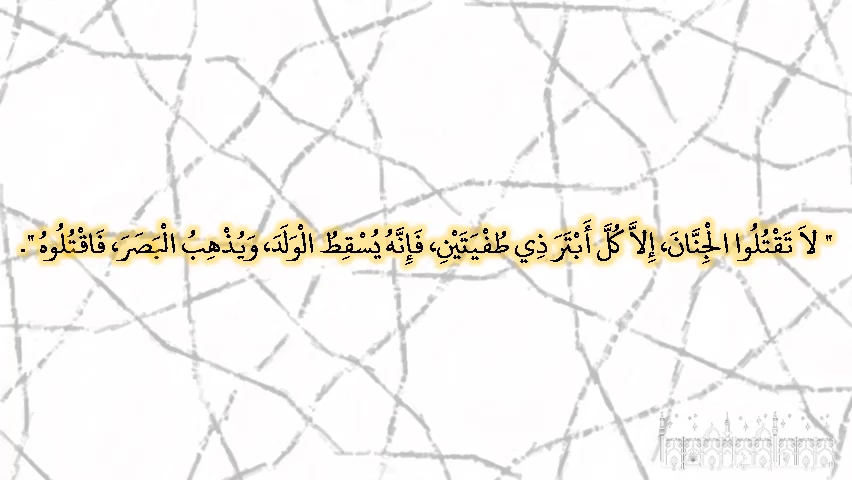 " لاَ تَقْتُلُوا الْجِنَّانَ، إِلاَّ كُلَّ أَبْتَرَ ذِي طُفْيَتَيْنِ، فَإِنَّهُ يُسْقِطُ الْوَلَدَ، وَيُذْهِبُ الْبَصَرَ، فَاقْتُلُوهُ ".